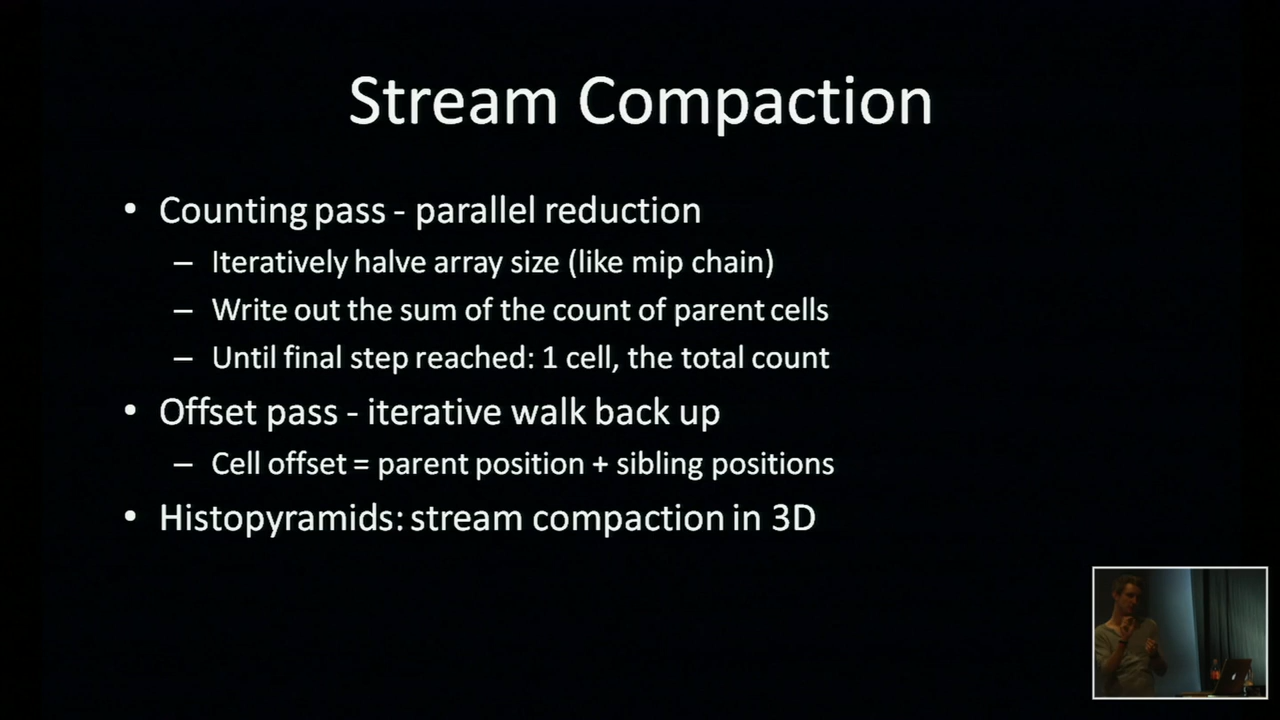 Stream Compaction
• Counting pass - parallel reduction
– Iteratively halve array size (like mip chain)
– Write out the sum of the count of parent cells
– Until final step reached: 1 cell, the total count
• Offset pass - iterative walk back up
– Cell offset = parent position + sibling positions
• Histopyramids: stream compaction in 3D